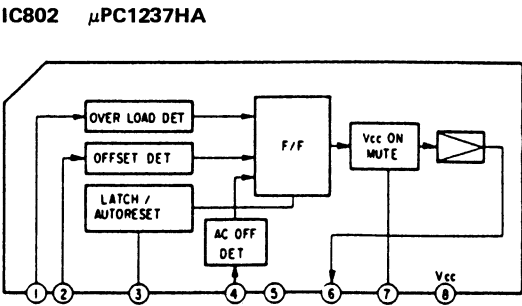 IC802 μPC1237HA
OVER LOAD DET
OFFSET DET
LATCH /
AUTORESET
F/F
Vcc ON
MUTE
AC OFF
DET
Vcc
1 2 3 4 5 6 7 8